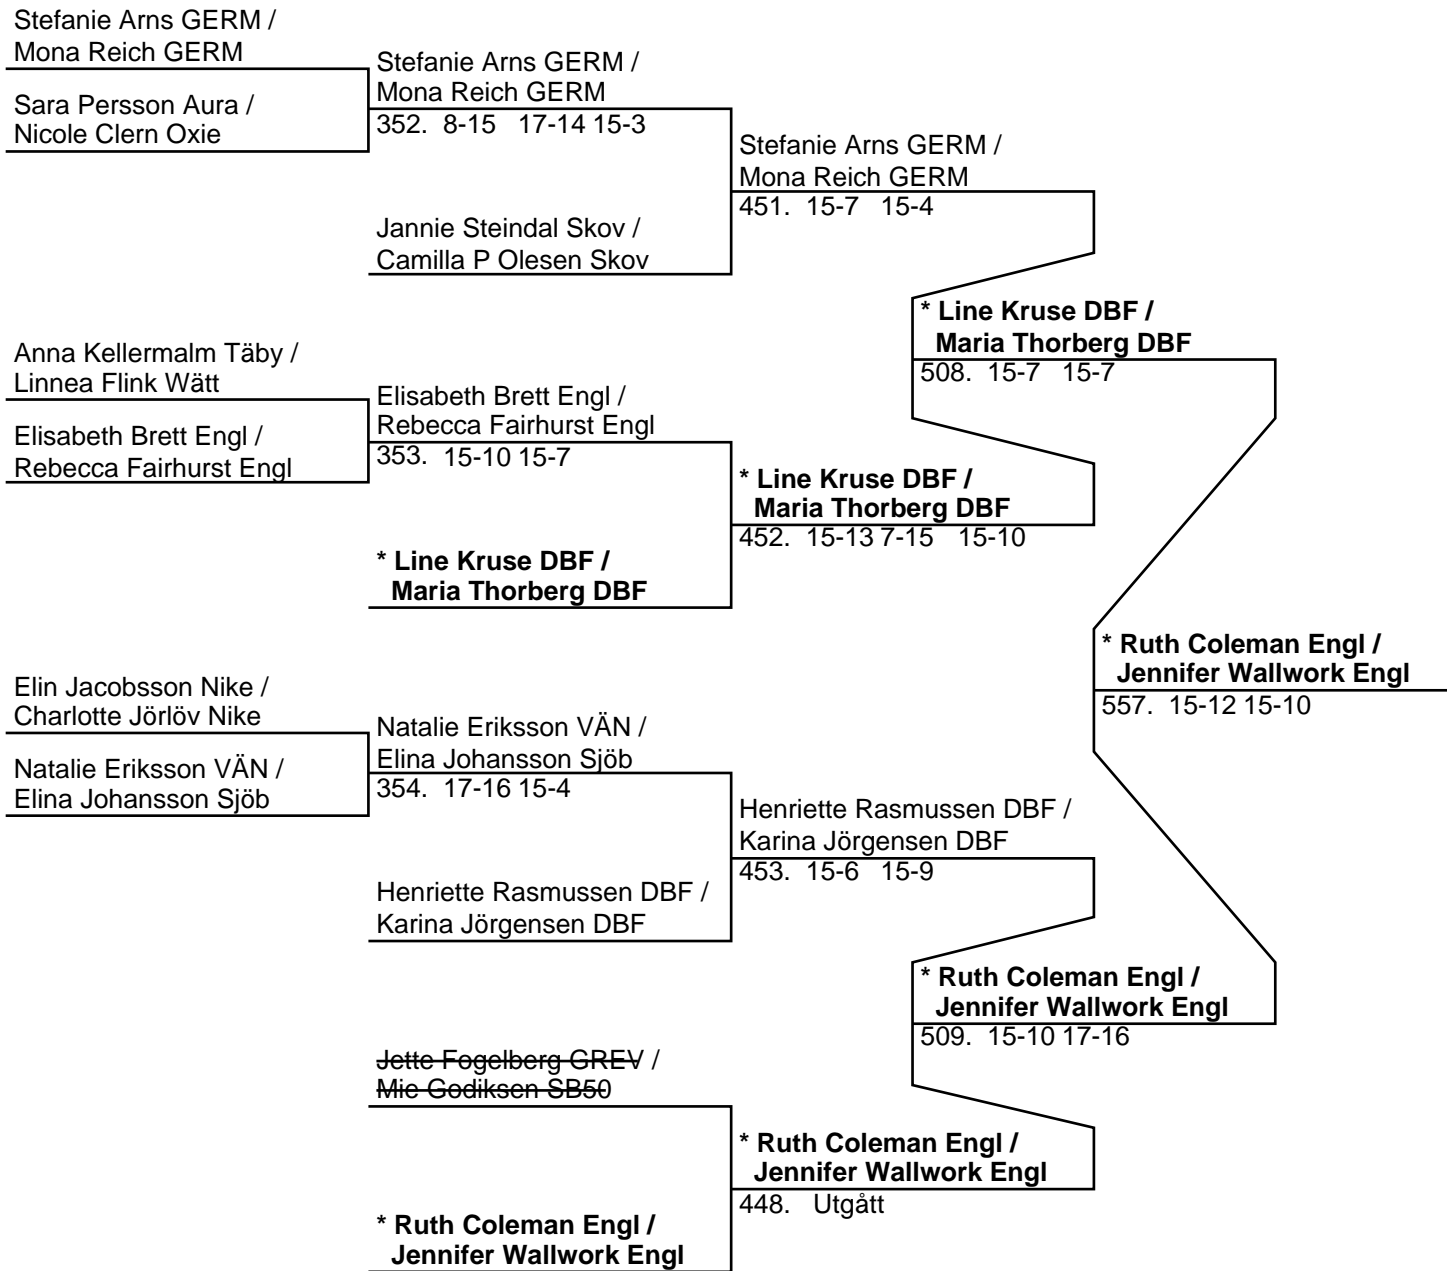 Stefanie Arns GERM /
Mona Reich GERM
Sara Persson Aura /
Nicole Clern Oxie
Anna Kellermalm Täby /
Linnea Flink Wätt
Elisabeth Brett Engl /
Rebecca Fairhurst Engl
Elin Jacobsson Nike /
Charlotte Jörlöv Nike
Natalie Eriksson VÄN /
Elina Johansson Sjöb
Stefanie Arns GERM /
Mona Reich GERM
352. 8-15 17-14 15-3
Jannie Steindal Skov /
Camilla P Olesen Skov
Elisabeth Brett Engl /
Rebecca Fairhurst Engl
353. 15-10 15-7
* Line Kruse DBF /
Maria Thorberg DBF
Natalie Eriksson VÄN /
Elina Johansson Sjöb
354. 17-16 15-4
Henriette Rasmussen DBF /
Karina Jörgensen DBF
Jette Fogelberg GREV /
Mie Godiksen SB50
* Ruth Coleman Engl /
Jennifer Wallwork Engl
Stefanie Arns GERM /
Mona Reich GERM
451. 15-7 15-4
* Line Kruse DBF /
Maria Thorberg DBF
452. 15-13 7-15 15-10
Henriette Rasmussen DBF /
Karina Jörgensen DBF
453. 15-6 15-9
* Ruth Coleman Engl /
Jennifer Wallwork Engl
448. Utgått
* Line Kruse DBF /
Maria Thorberg DBF
508. 15-7 15-7
* Ruth Coleman Engl /
Jennifer Wallwork Engl
509. 15-10 17-16
* Ruth Coleman Engl /
Jennifer Wallwork Engl
557. 15-12 15-10